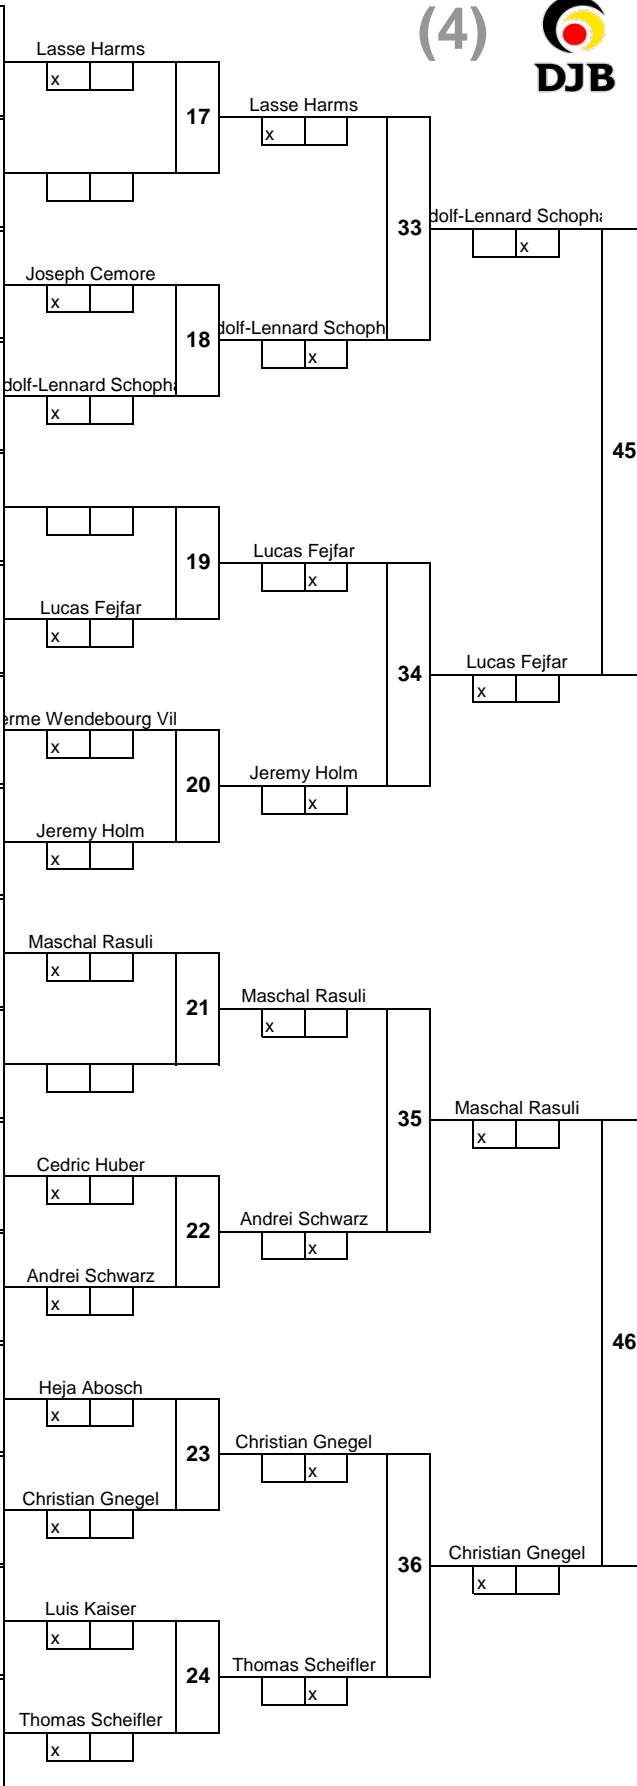 (4)
DJB
Lasse Harms
x
17
Lasse Harms
x
33
dolf-Lennard Schopha
x
Joseph Cemore
x
18
dolf-Lennard Schoph
x
dolf-Lennard Schopha
x
45
19
Lucas Fejfar
x
Lucas Fejfar
x
34
Lucas Fejfar
x
erme Wendebourg Vil
x
20
Jeremy Holm
x
Jeremy Holm
x
Maschal Rasuli
x
21
Maschal Rasuli
x
35
Maschal Rasuli
x
Cedric Huber
x
22
Andrei Schwarz
x
Andrei Schwarz
x
46
Heja Abosch
x
23
Christian Gnegel
x
Christian Gnegel
x
36
Christian Gnegel
x
Luis Kaiser
x
24
Thomas Scheifler
x
Thomas Scheifler
x